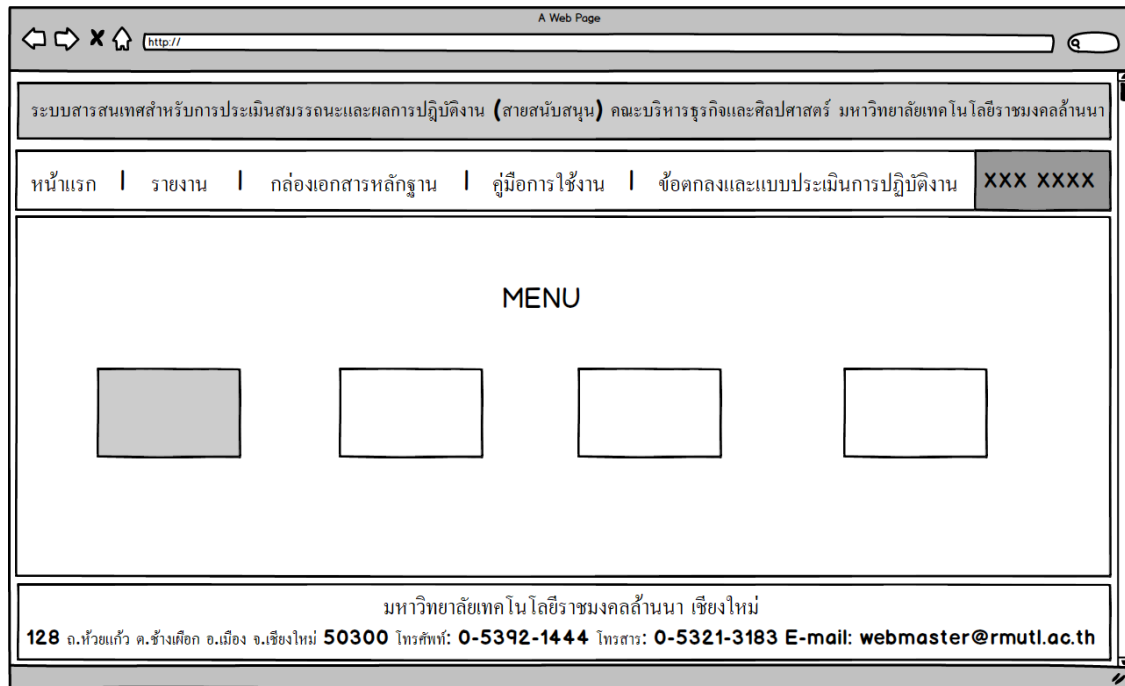 A Web Page
http://
ระบบสารสนเทศสำหรับการประเมินสมรรถนะและผลการปฎิบัติงาน (สายสนับสนุน) คณะบริหารธุรกิจและศิลปศาสตร์ มหาวิทาลัยเทคโนโลยีราชมงคลล้านนา
หน้าแรก | รายงาน | กล่องเอกสารหลักฐาน | คู่มือการใช้งาน | ข้อตกลงและแบบประเมินการปฏิบัติงาน XXX XXXX
MENU
มหาวิทยาลัยเทคโนโลยีราชมงคลล้านนา เชียงใหม่
128 ถ.ห้วยแก้ว ต.ช้างเผือก อ.เมือง จ.เชียงใหม่ 50300 โทรศัพท์: 0-5392-1444 โทรสาร: 0-5321-3183 E-mail: webmaster@rmutl.ac.th